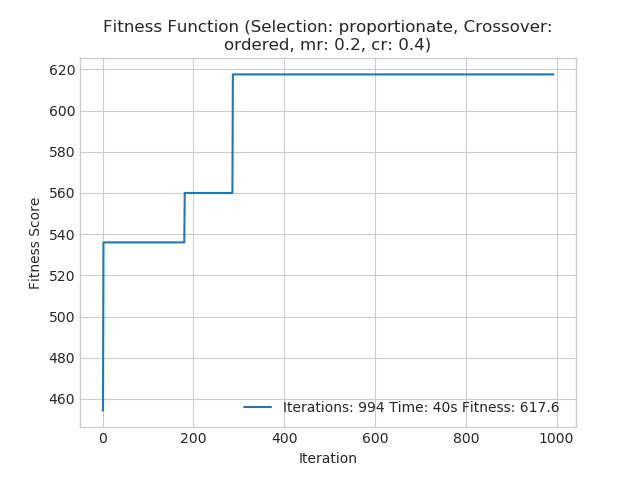 Fitness Function (Selection: proportionate, Crossover:
ordered, mr: 0.2, cr: 0.4)
Fitness Score
620
600
580
560
540
520
500
480
460
Iterations: 994 Time: 40s Fitness: 617.6
0 200 400 600 800 1000
Iteration